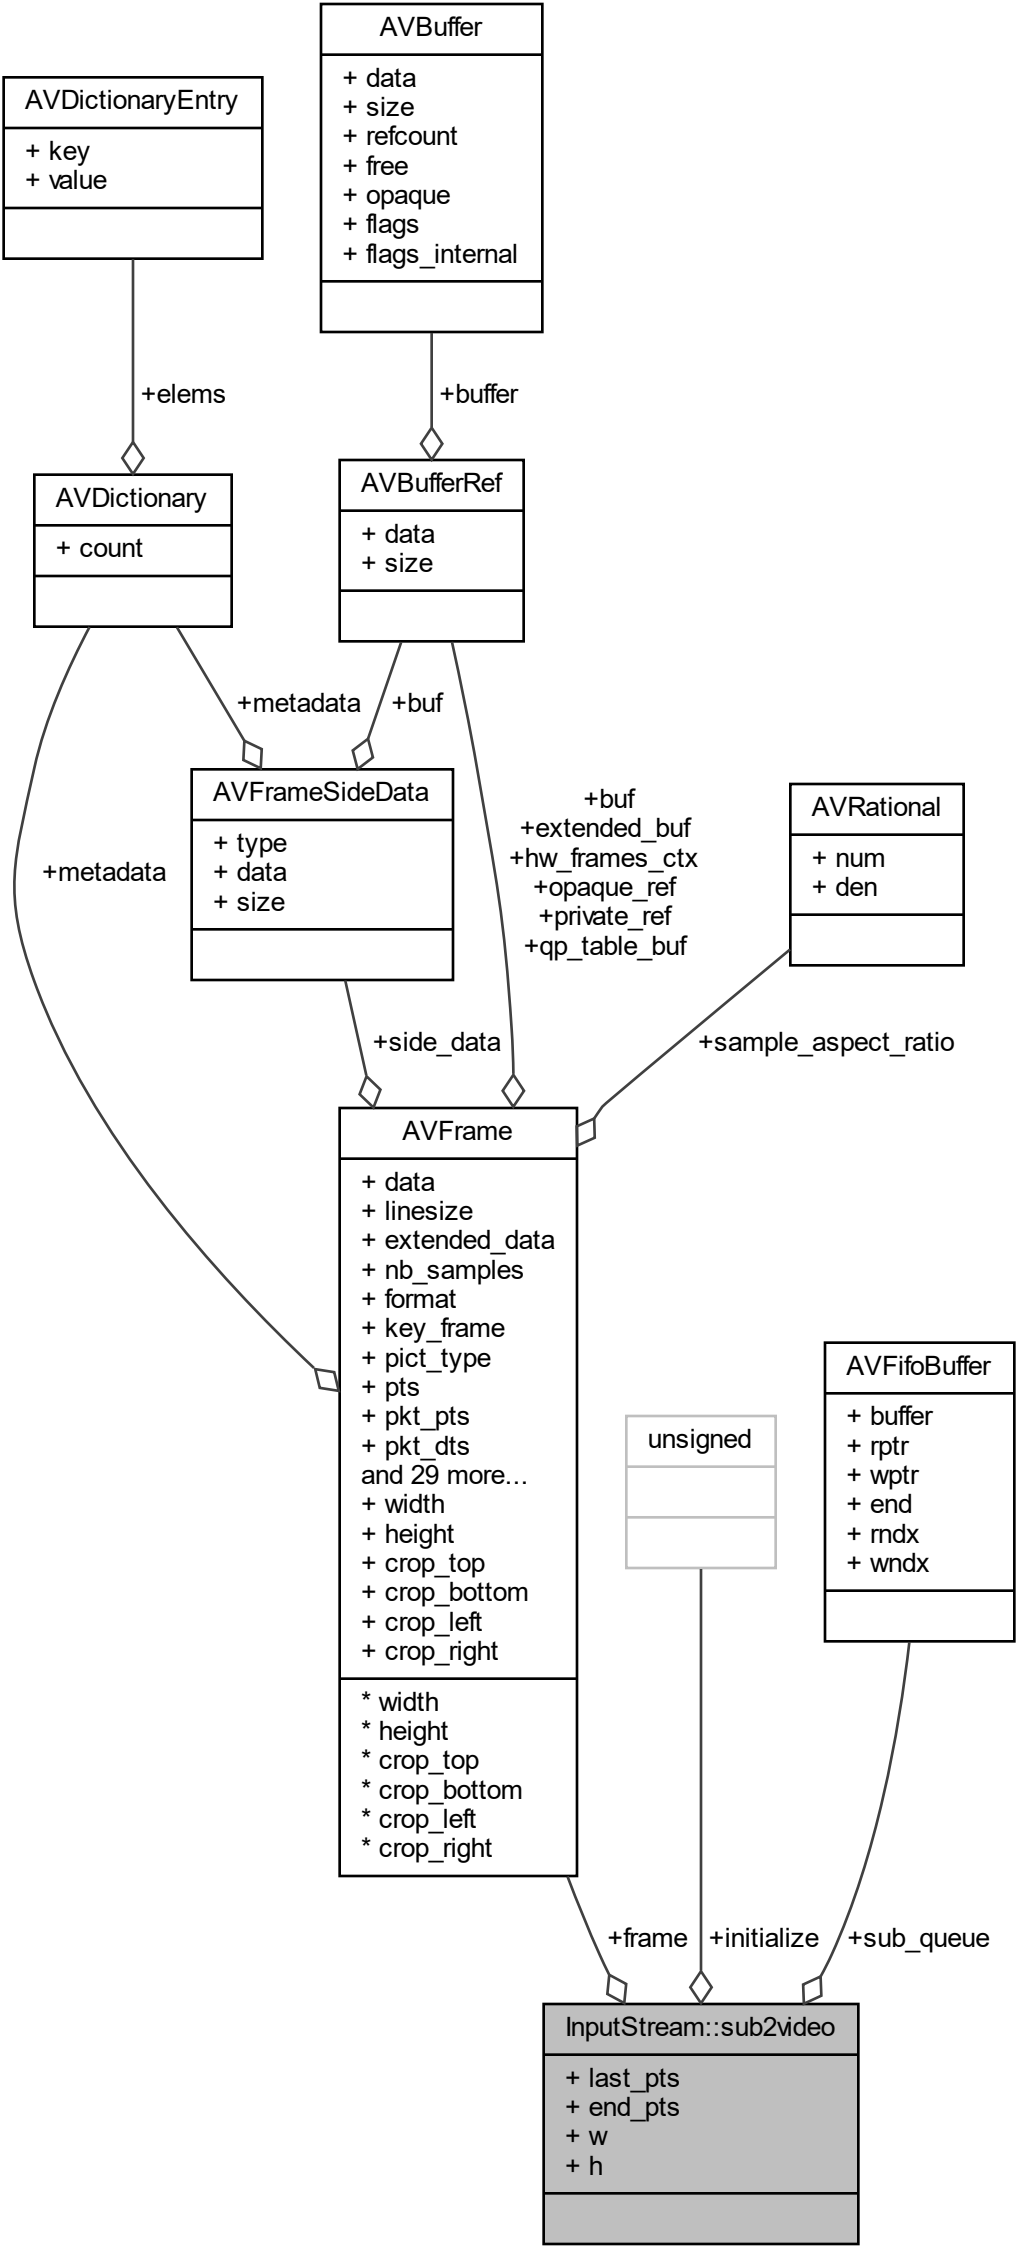 AVBuffer
+ data
+ size
+ refcount
+ free
+ opaque
+ flags
+ flags_internal
AVDictionaryEntry
+ key
+ value
+elems
+buffer
AVDictionary
+ count
AVBufferRef
+ data
+ size
+metadata
+buf
AVFrameSideData
+ type
+ data
+ size
+buf
+extended_buf
+hw_frames_ctx
+opaque_ref
+private_ref
+qp_table_buf
AVRational
+ num
+ den
+metadata
+side_data
+sample_aspect_ratio
AVFrame
+ data
+ linesize
+ extended_data
+ nb_samples
+ format
+ key_frame
+ pict_type
+ pts
+ pkt_pts
+ pkt_dts
and 29 more...
+ width
+ height
+ crop_top
+ crop_bottom
+ crop_left
+ crop_right
* width
* height
* crop_top
* crop_bottom
* crop_left
* crop_right
unsigned
AVFifoBuffer
+ buffer
+ rptr
+ wptr
+ end
+ rndx
+ wndx
+frame
+initialize
+sub_queue
InputStream::sub2video
+ last_pts
+ end_pts
+ w
+ h